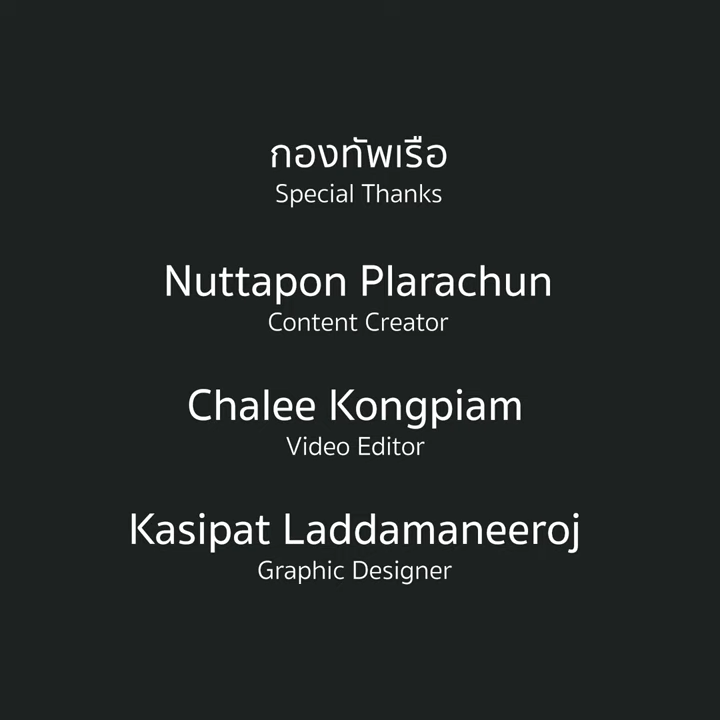 กองทัพเรือ
Special Thanks
Nuttapon Plarachun
Content Creator
Chalee Kongpiam
Video Editor
Kasipat Laddamaneeroj
Graphic Designer